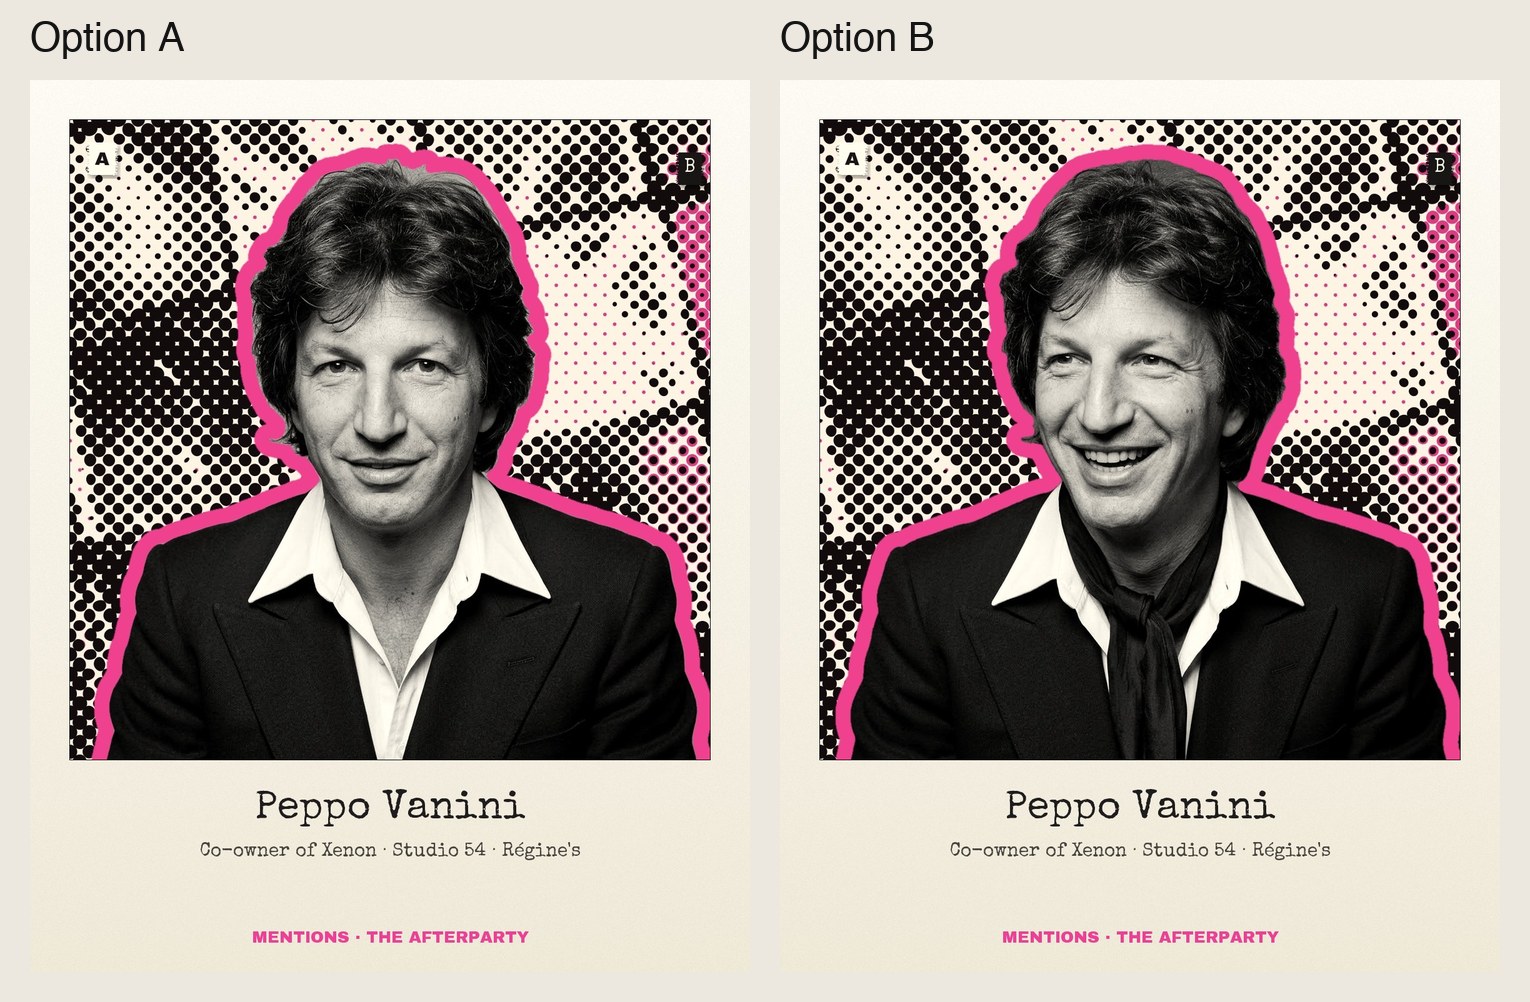 Option A
Option B
A
B
A
B
Peppo Vanini
Co-owner of Xenon · Studio 54 · Régine's
MENTIONS · THE AFTERPARTY
Peppo Vanini
Co-owner of Xenon · Studio 54 · Régine's
MENTIONS · THE AFTERPARTY